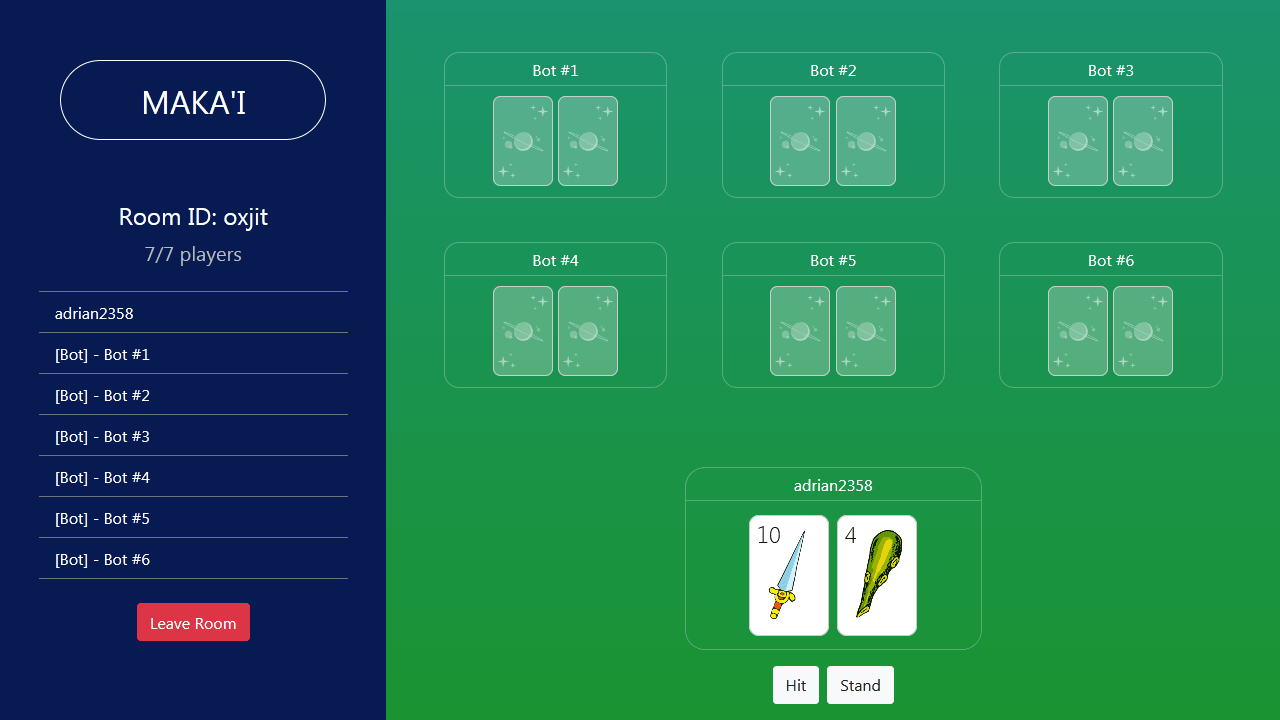 MAKA'I
Room ID: oxjit
7/7 players
adrian2358
[Bot] - Bot #1
[Bot] - Bot #2
[Bot] - Bot #3
[Bot] - Bot #4
[Bot] - Bot #5
[Bot] - Bot #6
Leave Room
Bot #1
Bot #2
Bot #3
Bot #4
Bot #5
Bot #6
adrian2358
10
4
Hit
Stand